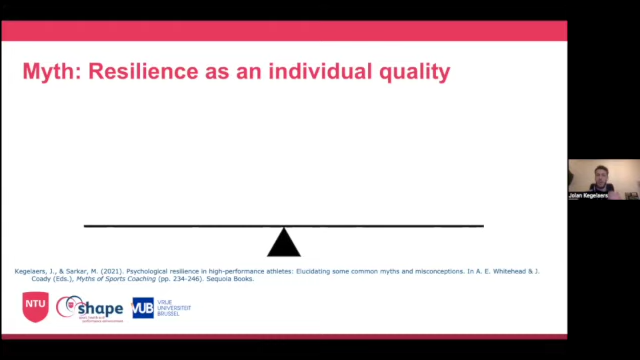 Myth: Resilience as an individual quality
Jolan Kegelaers
Kegelaers, J., & Sarkar, M. (2021). Psychological resilience in high-performance athletes: Elucidating some common myths and misconceptions. In A. E. Whitehead & J.
Coady (Eds.), Myths of Sports Coaching (pp. 234-246). Sequoia Books.
NTU
shape
VUB
VRIJE
UNIVERSITEIT
BRUSSEL